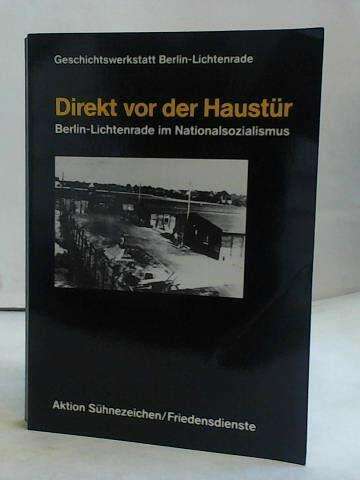 Geschichtswerkstatt Berlin-Lichtenrade
Direkt vor der Haustür
Berlin-Lichtenrade im Nationalsozialismus
Aktion Sühnezeichen/Friedensdienste